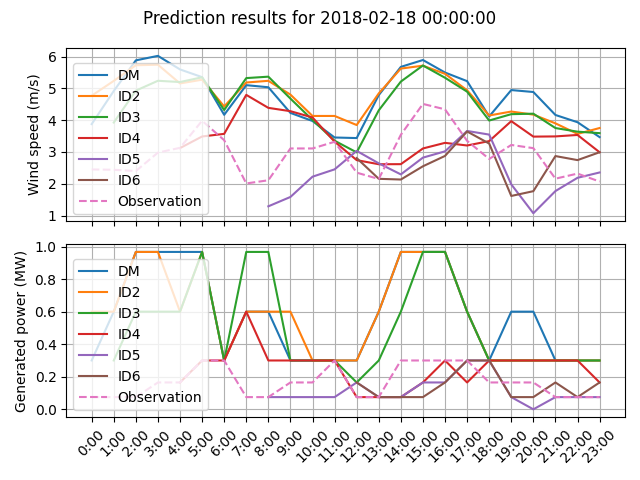 Prediction results for 2018-02-18 00:00:00
Wind speed (m/s)
6
5
4
3
2
1
DM
ID2
ID3
ID4
ID5
ID6
Observation
Generated power (MW)
1.0
0.8
0.6
0.4
0.2
0.0
DM
ID2
ID3
ID4
ID5
ID6
Observation
0:00
1:00
2:00
3:00
4:00
5:00
6:00
7:00
8:00
9:00
10:00
11:00
12:00
13:00
14:00
15:00
16:00
17:00
18:00
19:00
20:00
21:00
22:00
23:00